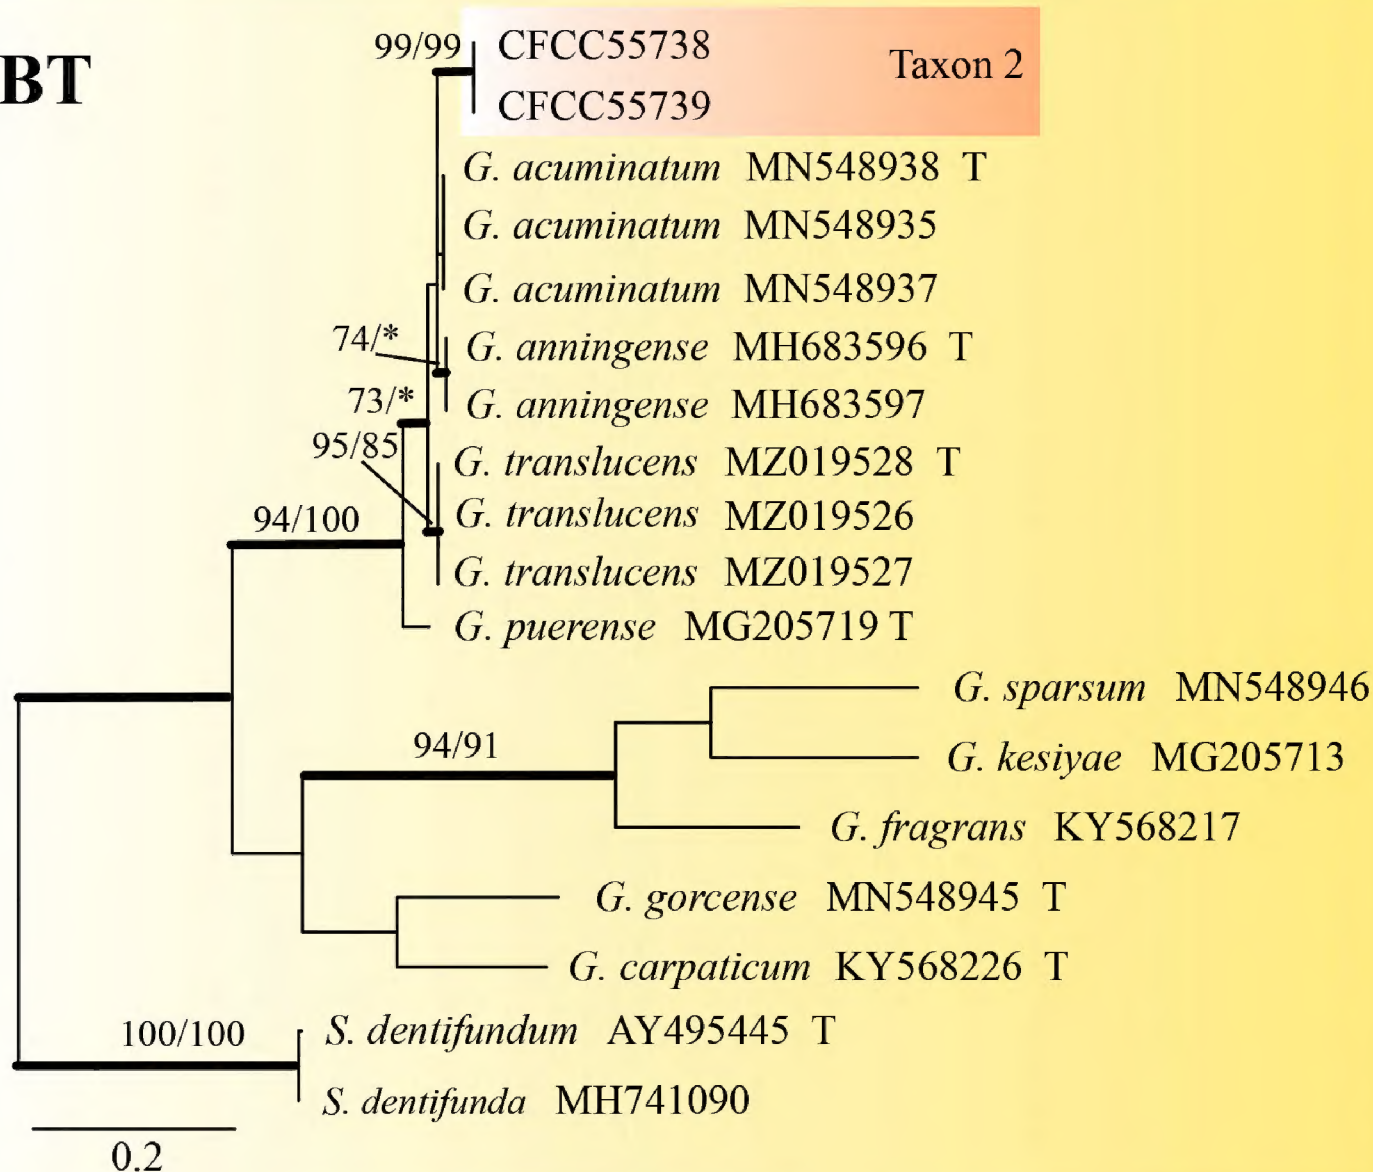 BT
99/99
CFCC55738
Taxon 2
CFCC55739
G. acuminatum MN548938 T
G. acuminatum MN548935
G. acuminatum MN548937
74/*
G. anningense MH683596 T
73/*
G. anningense MH683597
95/85
G. translucens MZ019528 T
94/100
G. translucens MZ019526
G. translucens MZ019527
G. puerense MG205719 T
G. sparsum MN548946
94/91
G. kesiyae MG205713
G. fragrans KY568217
G. gorcense MN548945 T
G. carpaticum KY568226 T
100/100
S. dentifundum AY495445 T
S. dentifunda MH741090
0.2